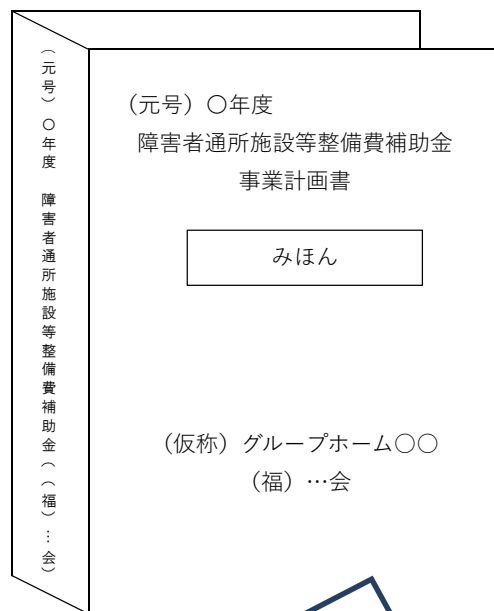 （元号）〇年度　障害者通所施設等整備費補助金（（福）…会）
（元号）〇年度
障害者通所施設等整備費補助金
事業計画書
みほん
（仮称）グループホーム〇〇
（福）…会